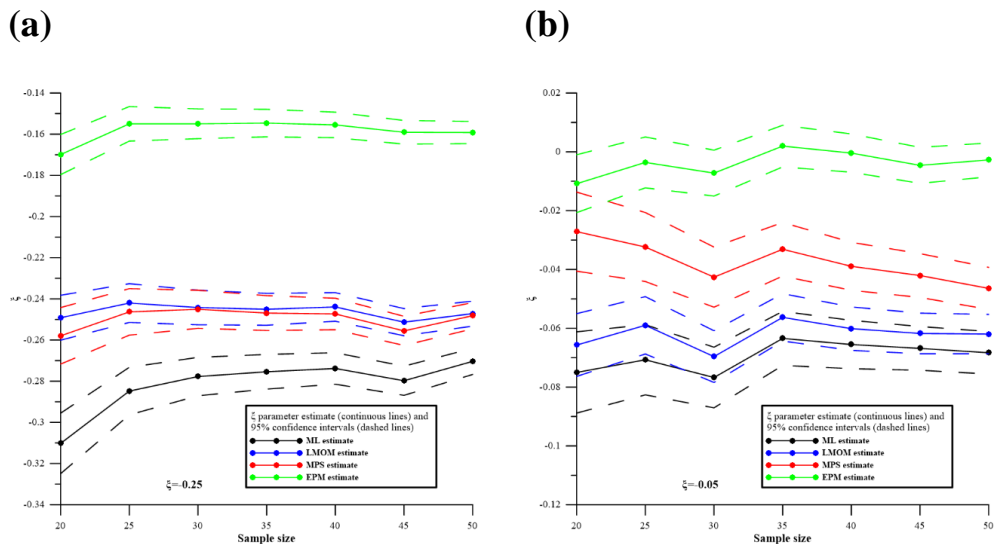 (a)
-0.14
-0.16
-0.18
-0.2
-0.22
ξ
-0.24
-0.26
-0.28
-0.3
-0.32
-0.34
20 25 30 35 40 45 50
Sample size
ξ parameter estimate (continuous lines) and
95% confidence intervals (dashed lines)
ML estimate
LMOM estimate
MPS estimate
EPM estimate
ξ=-0.25
(b)
0.02
0
-0.02
-0.04
ξ
-0.06
-0.08
-0.1
-0.12
20 25 30 35 40 45 50
Sample size
ξ parameter estimate (continuous lines) and
95% confidence intervals (dashed lines)
ML estimate
LMOM estimate
MPS estimate
EPM estimate
ξ=-0.05